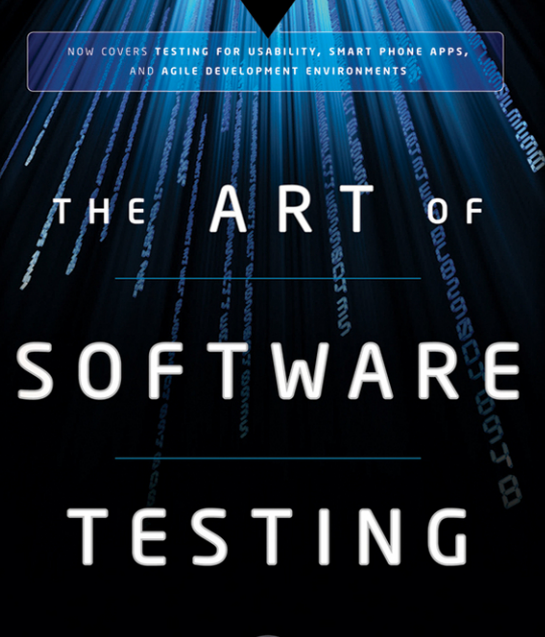 NOW COVERS TESTING FOR USABILITY, SMART PHONE APPS,
AND AGILE DEVELOPMENT ENVIRONMENTS
THE ART OF
SOFTWARE
TESTING